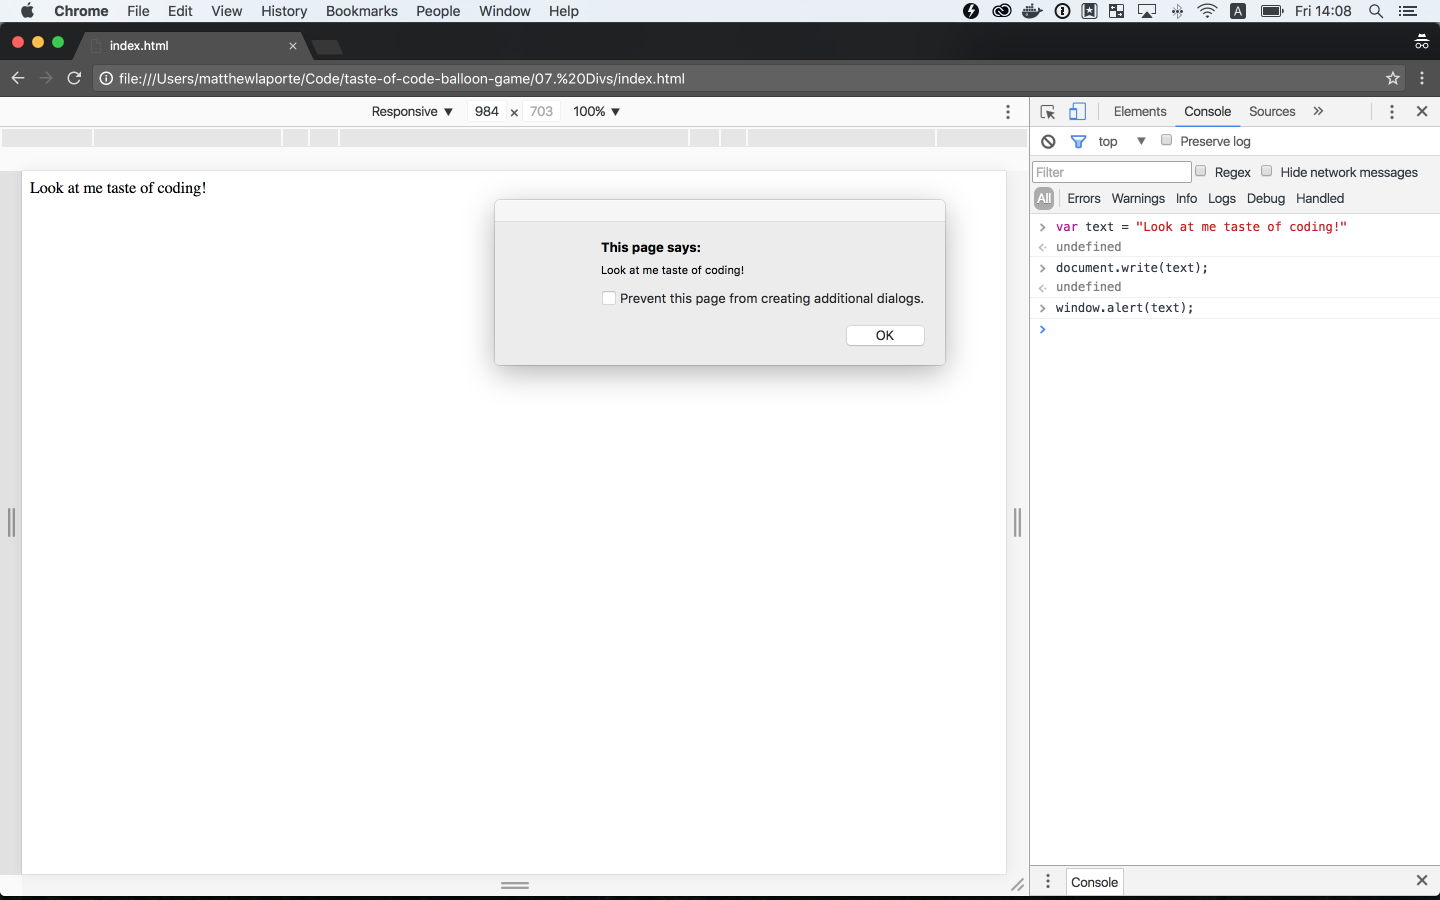 Chrome File Edit View History Bookmarks People Window Help A Fri 14:08
index.html
file:///Users/matthewlaporte/Code/taste-of-code-balloon-game/07.%20Divs/index.html
Responsive ▼ 984 × 703 100% ▼
Elements Console Sources »
top ▼ Preserve log
Filter Regex Hide network messages
All Errors Warnings Info Logs Debug Handled
Look at me taste of coding!
This page says:
Look at me taste of coding!
Prevent this page from creating additional dialogs.
OK
> var text = "Look at me taste of coding!"
undefined
> document.write(text);
undefined
> window.alert(text);
>
Console